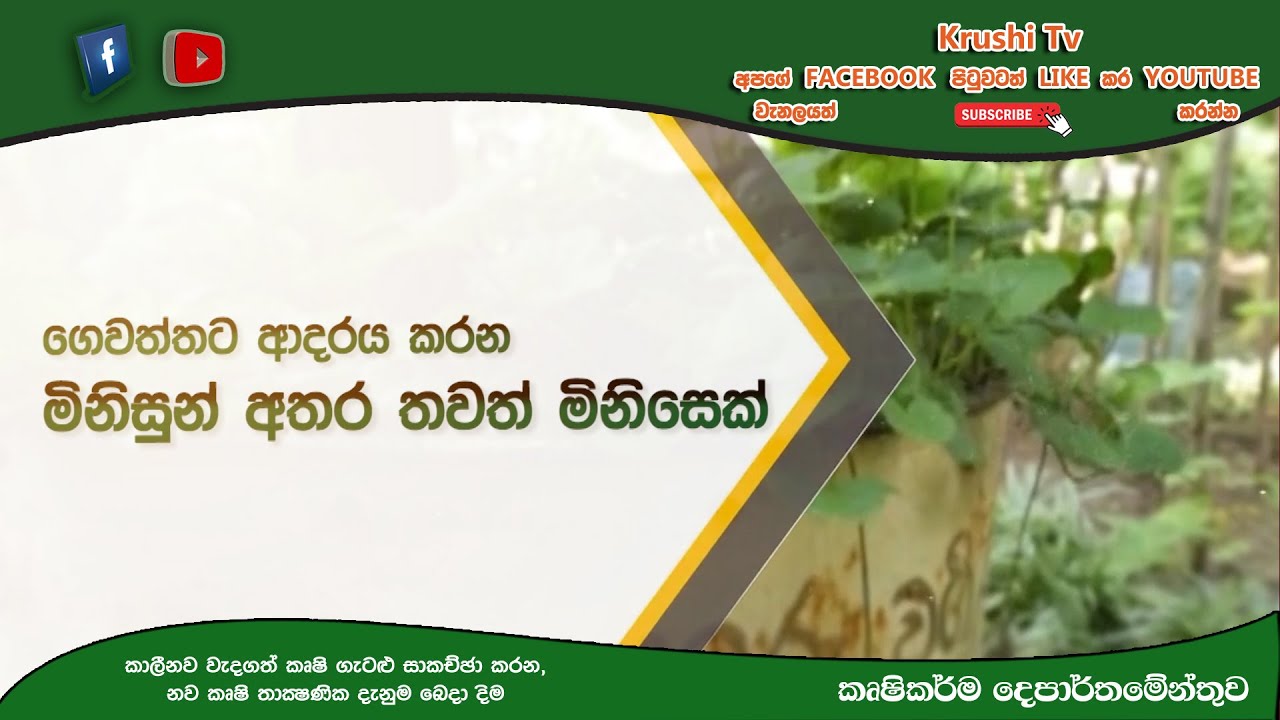 Krushi Tv
අපගේ FACEBOOK පිටුවටත් LIKE කර YOUTUBE
චැනලයත් SUBSCRIBE කරන්න
ගෙවත්තට ආදරය කරන
මිනිසුන් අතර තවත් මිනිසෙක්
කාලීනව වැදගත් කෘෂි ගැටළු සාකච්ඡා කරන,
නව කෘෂි තාක්ෂණික දැනුම බෙදා දිම
කෘෂිකර්ම දෙපාර්තමේන්තුව